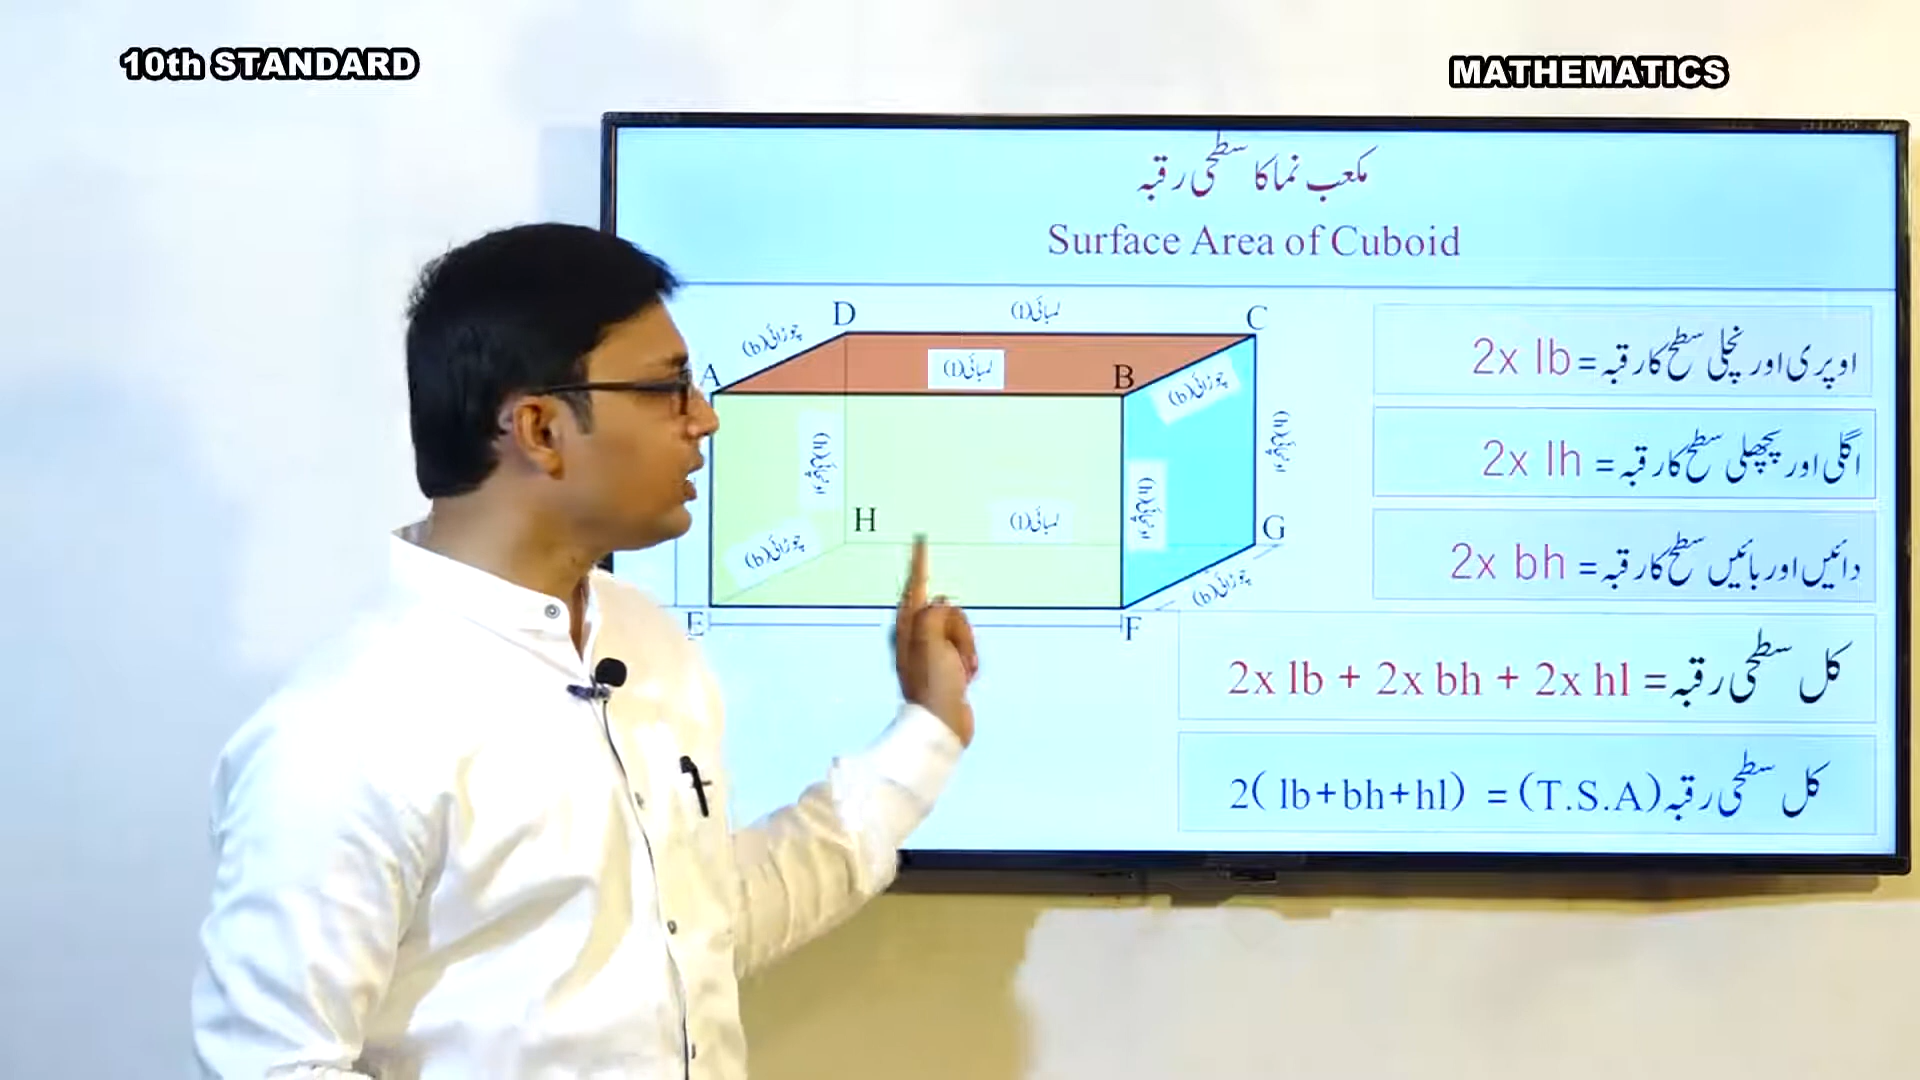 10th STANDARD
MATHEMATICS
مکعب نما کا سطحی رقبہ
Surface Area of Cuboid
D
لمبائی(l)
C
چوڑائی(b)
A
لمبائی(l)
B
چوڑائی(b)
اونچائی(h)
اونچائی(h)
اونچائی(h)
H
لمبائی(l)
G
چوڑائی(b)
چوڑائی(b)
E
F
اوپری اور نچلی سطح کا رقبہ = 2x lb
اگلی اور پچھلی سطح کا رقبہ = 2x lh
دائیں اور بائیں سطح کا رقبہ = 2x bh
کل سطحی رقبہ = 2x lb + 2x bh + 2x hl
کل سطحی رقبہ (T.S.A) = 2( lb+bh+hl)